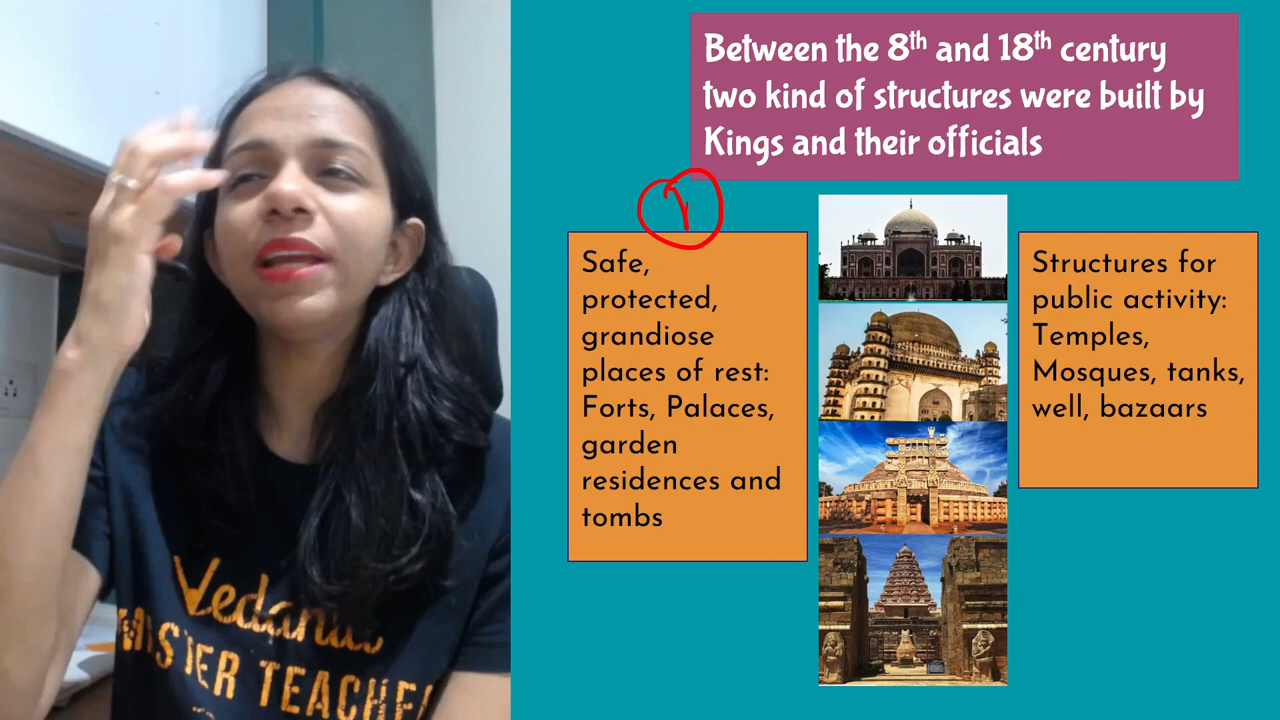 Between the 8th and 18th century
two kind of structures were built by
Kings and their officials
1
Safe,
protected,
grandiose
places of rest:
Forts, Palaces,
garden
residences and
tombs
Structures for
public activity:
Temples,
Mosques, tanks,
well, bazaars
Vedantu
MASTER TEACHER